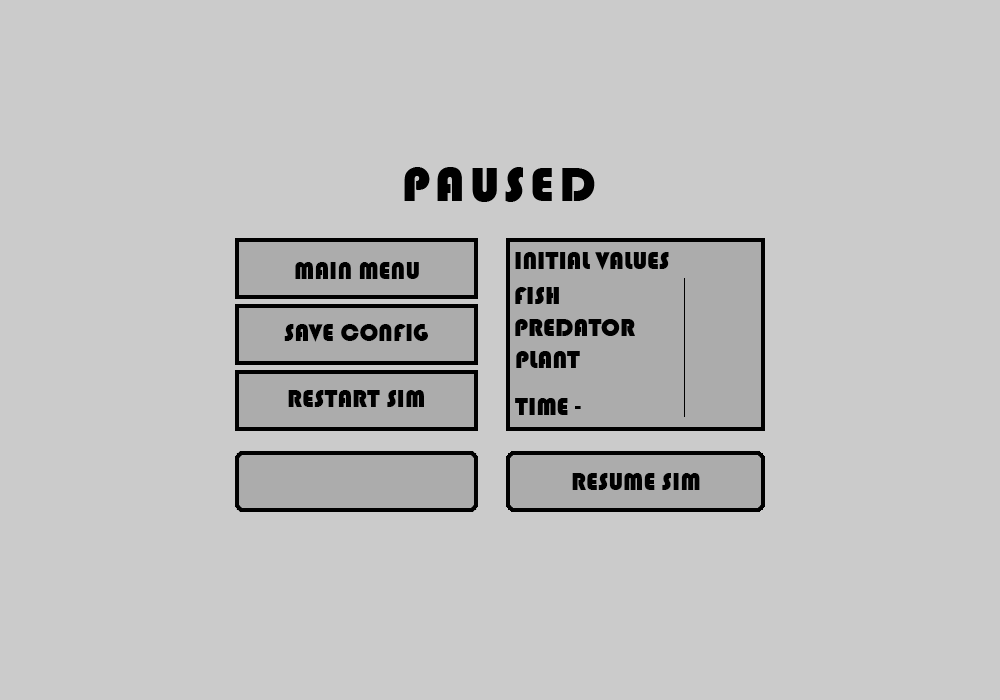 PAUSED
MAIN MENU
SAVE CONFIG
RESTART SIM
INITIAL VALUES
FISH
PREDATOR
PLANT
TIME -
RESUME SIM